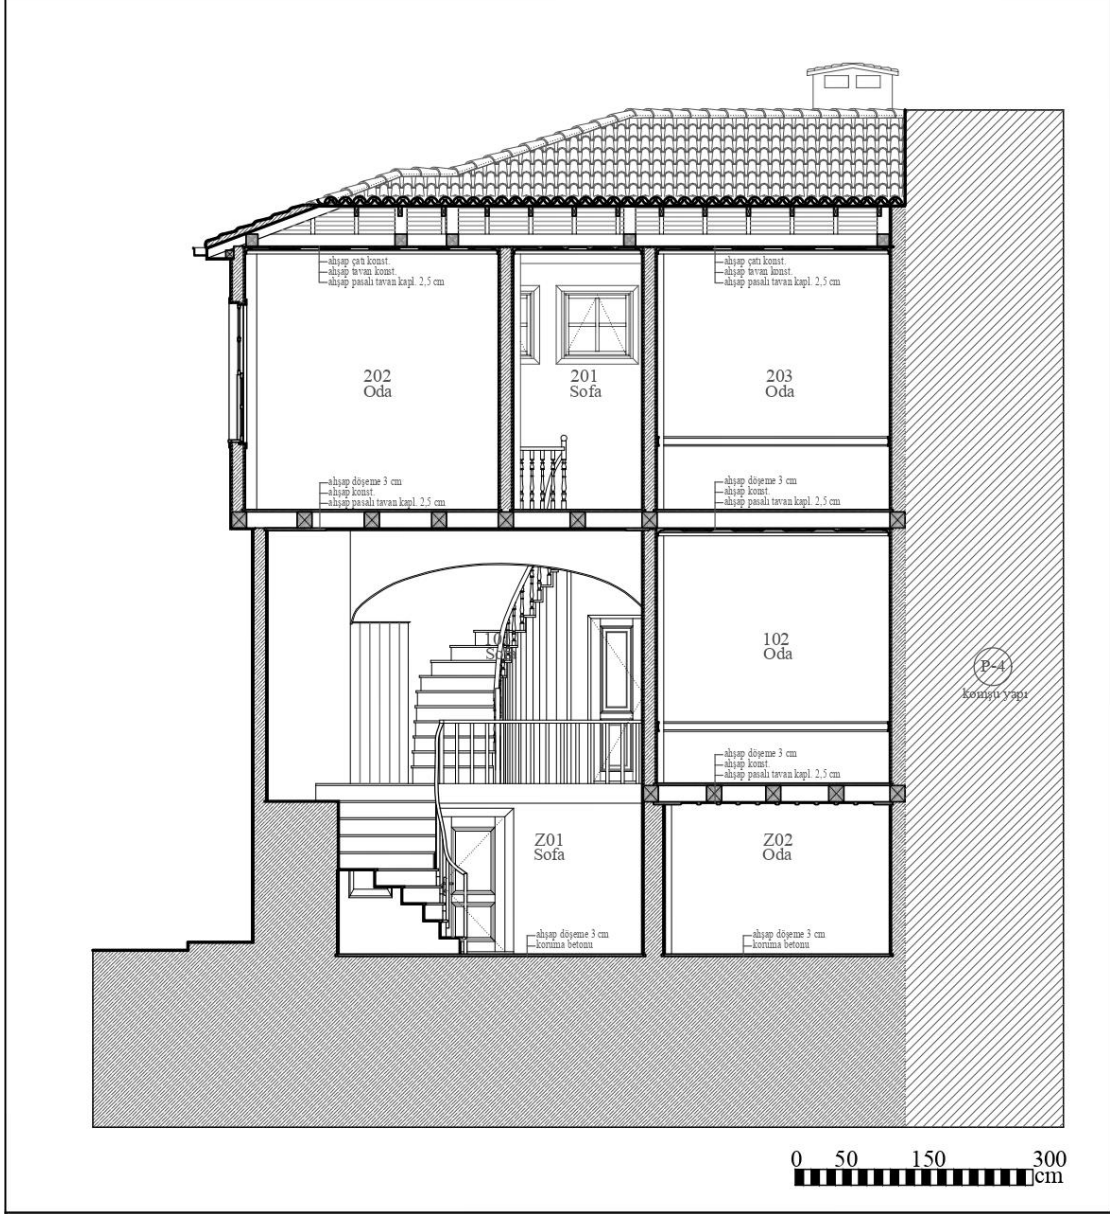 ahşap çatı konst.
ahşap tavan konst.
ahşap pasalı tavan kapl. 2,5 cm
ahşap çatı konst.
ahşap tavan konst.
ahşap pasalı tavan kapl. 2,5 cm
202
Oda
201
Sofa
203
Oda
ahşap döşeme 3 cm
ahşap konst.
ahşap pasalı tavan kapl. 2,5 cm
ahşap döşeme 3 cm
ahşap konst.
ahşap pasalı tavan kapl. 2,5 cm
102
Oda
P-4
komşu yapı
ahşap döşeme 3 cm
ahşap konst.
ahşap pasalı tavan kapl. 2,5 cm
Z01
Sofa
Z02
Oda
ahşap döşeme 3 cm
koruma betonu
ahşap döşeme 3 cm
koruma betonu
0 50 150 300
cm